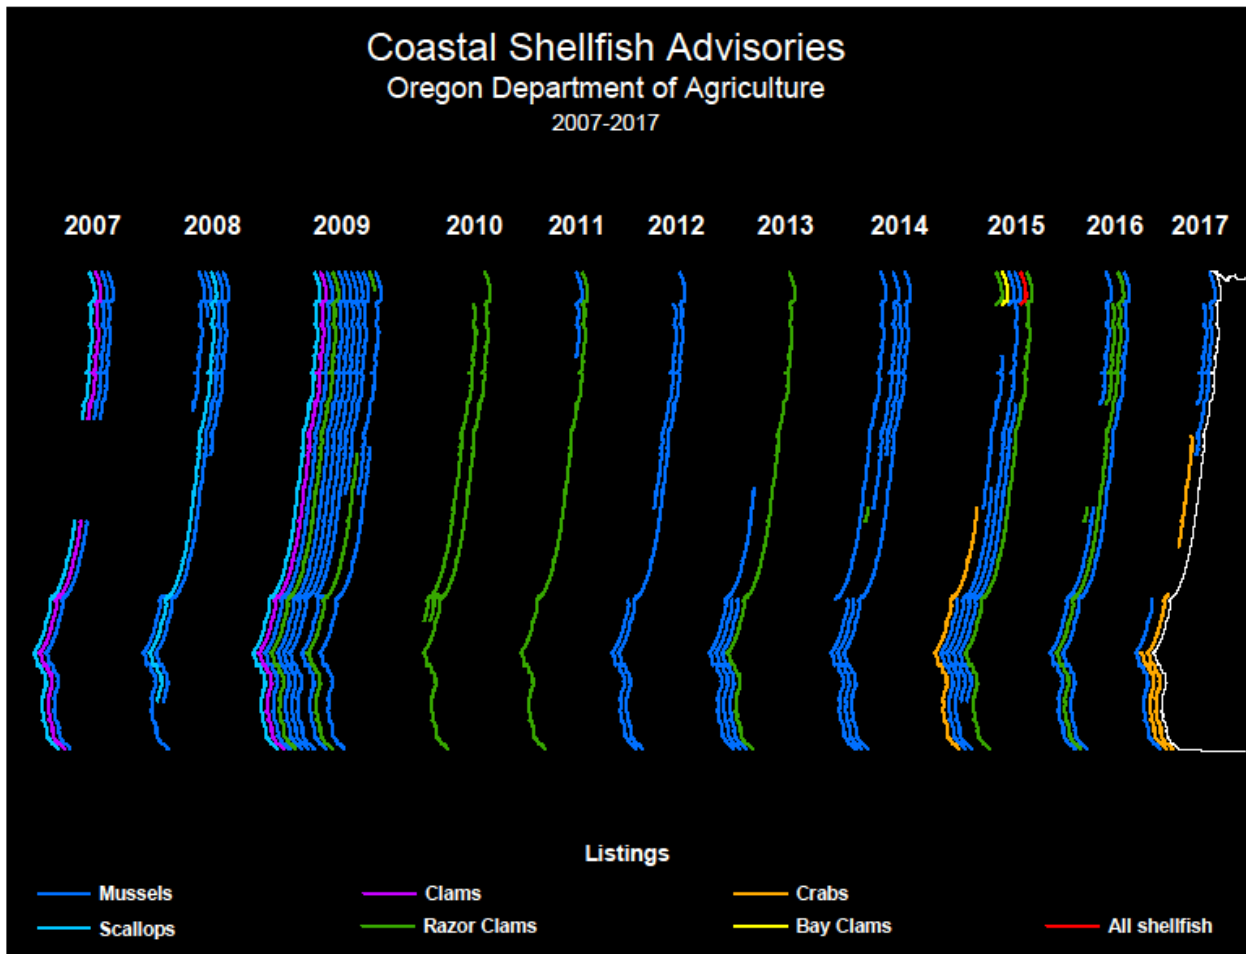 Coastal Shellfish Advisories
Oregon Department of Agriculture
2007-2017
2007 2008 2009 2010 2011 2012 2013 2014 2015 2016 2017
Listings
Mussels Clams Crabs
Scallops Razor Clams Bay Clams All shellfish